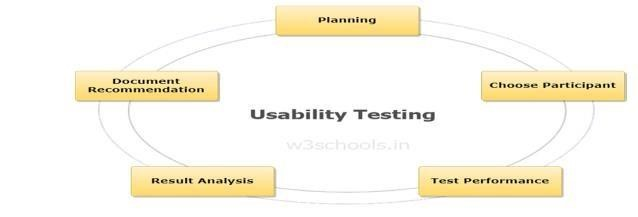 Planning
Document
Recommendation
Choose Participant
Usability Testing
w3schools.in
Result Analysis
Test Performance